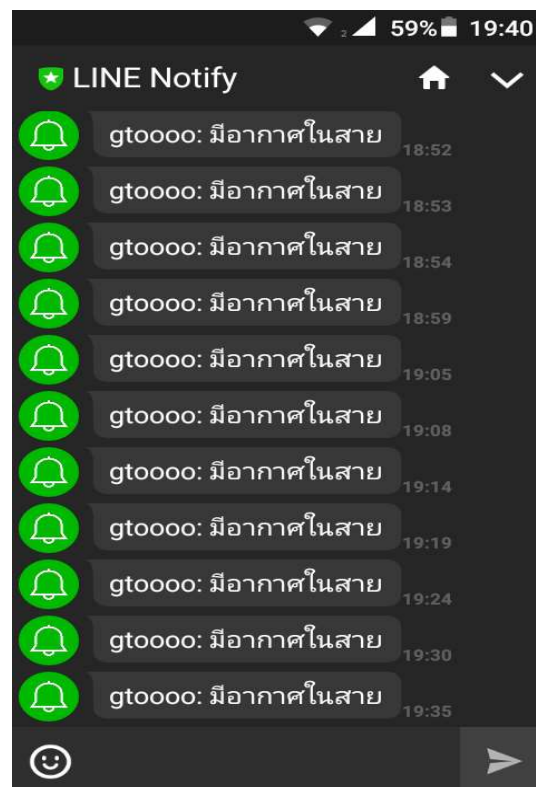 2 59% 19:40
LINE Notify
gtoooo: มีอากาศในสาย 18:52
gtoooo: มีอากาศในสาย 18:53
gtoooo: มีอากาศในสาย 18:54
gtoooo: มีอากาศในสาย 18:59
gtoooo: มีอากาศในสาย 19:05
gtoooo: มีอากาศในสาย 19:08
gtoooo: มีอากาศในสาย 19:14
gtoooo: มีอากาศในสาย 19:19
gtoooo: มีอากาศในสาย 19:24
gtoooo: มีอากาศในสาย 19:30
gtoooo: มีอากาศในสาย 19:35